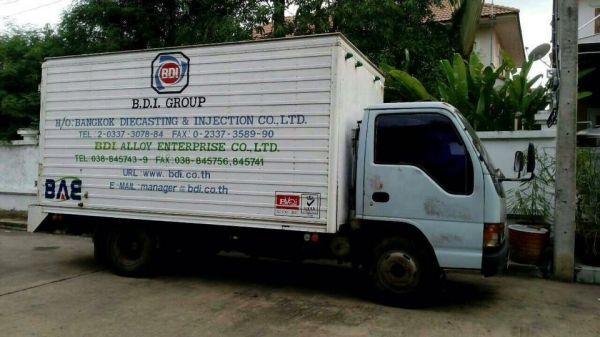 BDI
B.D.I. GROUP
H/O: BANGKOK DIECASTING & INJECTION CO., LTD.
TEL. 2-0337-3078-84 FAX. 0-2337-3589-90
BDI ALLOY ENTERPRISE CO., LTD.
TEL: 038-845743-9 FAX: 038-845756,845741
URL: www. bdi.co.th
E-MAIL: manager@bdi.co.th
BAE